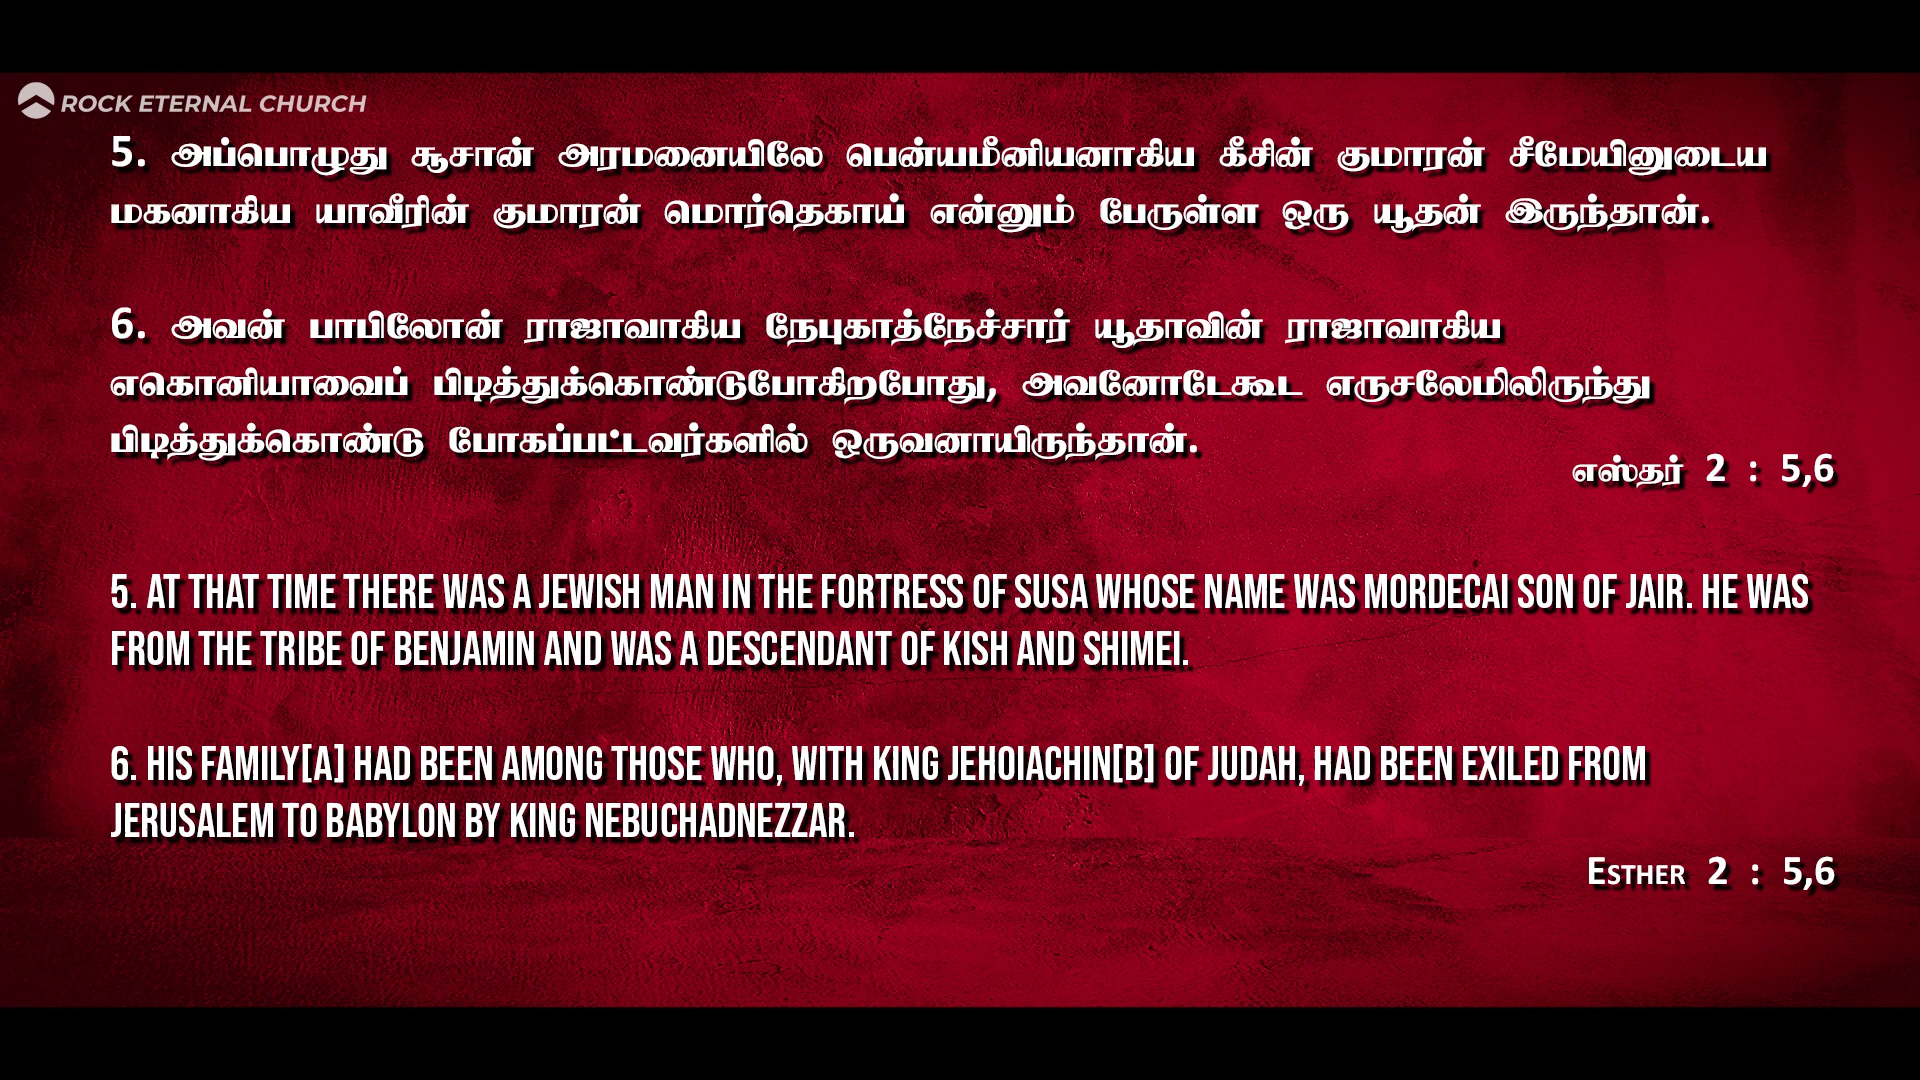 ROCK ETERNAL CHURCH
5. அப்பொழுது சூசான் அரமனையிலே பென்யமீனியனாகிய கீசின் குமாரன் சீமேயினுடைய
மகனாகிய யாவீரின் குமாரன் மொர்தெகாய் என்னும் பேருள்ள ஒரு யூதன் இருந்தான்.
6. அவன் பாபிலோன் ராஜாவாகிய நேபுகாத்நேச்சார் யூதாவின் ராஜாவாகிய
எகொனியாவைப் பிடித்துக்கொண்டுபோகிறபோது, அவனோடேகூட எருசலேமிலிருந்து
பிடித்துக்கொண்டு போகப்பட்டவர்களில் ஒருவனாயிருந்தான்.
எஸ்தர் 2 : 5,6
5. AT THAT TIME THERE WAS A JEWISH MAN IN THE FORTRESS OF SUSA WHOSE NAME WAS MORDECAI SON OF JAIR. HE WAS
FROM THE TRIBE OF BENJAMIN AND WAS A DESCENDANT OF KISH AND SHIMEI.
6. HIS FAMILY[A] HAD BEEN AMONG THOSE WHO, WITH KING JEHOIACHIN[B] OF JUDAH, HAD BEEN EXILED FROM
JERUSALEM TO BABYLON BY KING NEBUCHADNEZZAR.
ESTHER 2 : 5,6